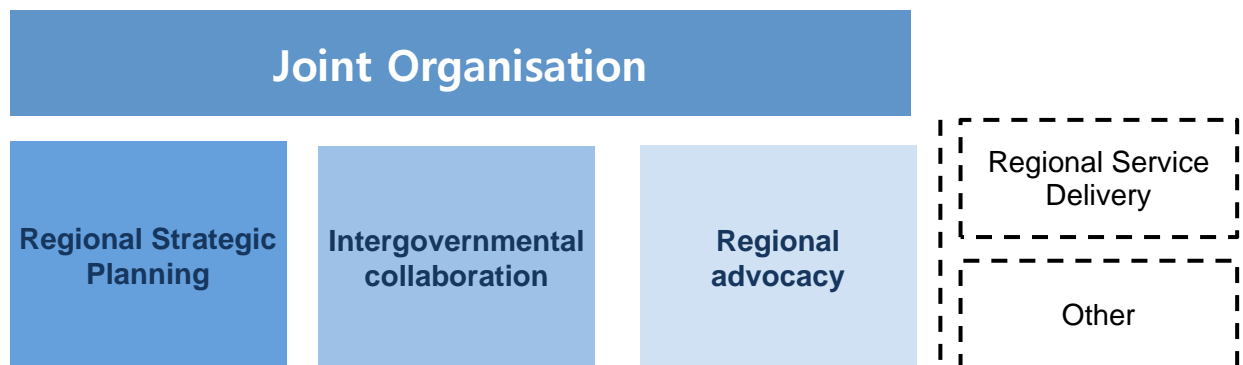 Joint Organisation
Regional Strategic
Planning
Intergovernmental
collaboration
Regional
advocacy
Regional Service
Delivery
Other